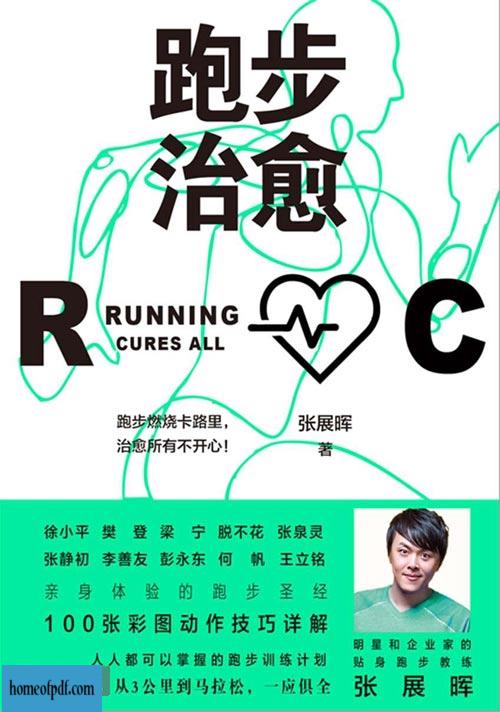 跑步
治愈
R RUNNING C
CURES ALL
跑步燃烧卡路里，
治愈所有不开心！
张展晖
著
徐小平 樊 登 梁 宁 脱不花 张泉灵
张静初 李善友 彭永东 何 帆 王立铭
亲身体验的跑步圣经
100张彩图动作技巧详解
人人都可以掌握的跑步训练计划
从3公里到马拉松，一应俱全
明星和企业家的
贴身跑步教练
张展晖
homeofpdf.com